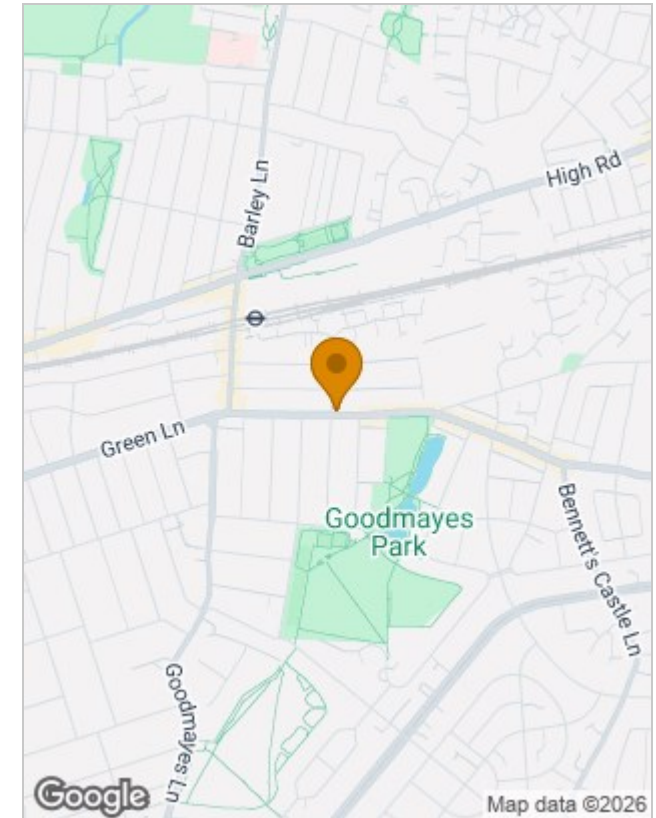 High Rd
Barley Ln
Green Ln
Goodmayes
Park
Bennett's Castle Ln
Goodmayes Ln
Google
Map data ©2026